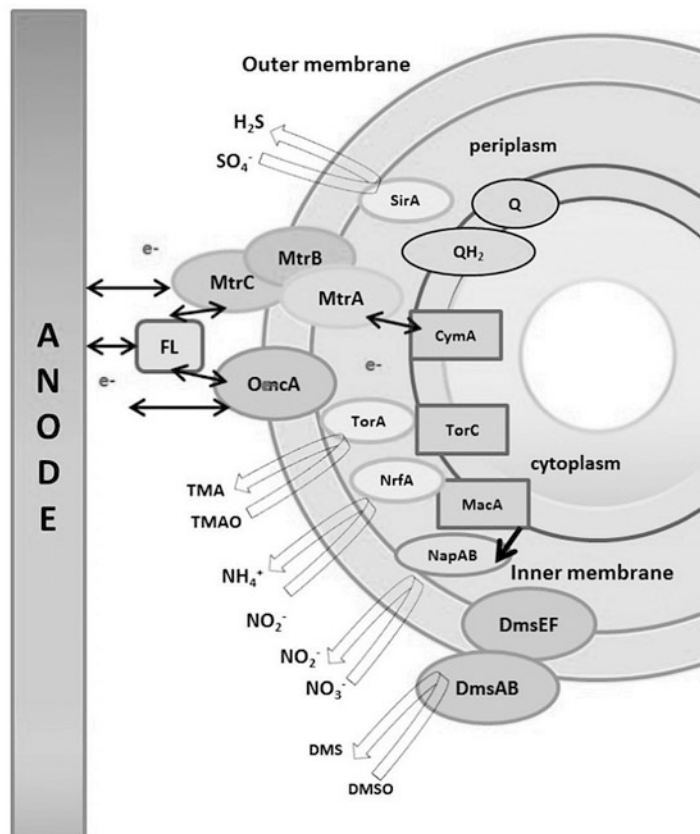 Outer membrane
H₂S
SO₄⁻
periplasm
SirA
Q
QH₂
e-
MtrB
MtrC
MtrA
CymA
ANODE
FL
e-
e-
OmcA
TorA
TorC
cytoplasm
TMA
TMAO
NrfA
MacA
NH₄⁺
NapAB
Inner membrane
NO₂⁻
DmsEF
NO₂⁻
NO₃⁻
DmsAB
DMS
DMSO